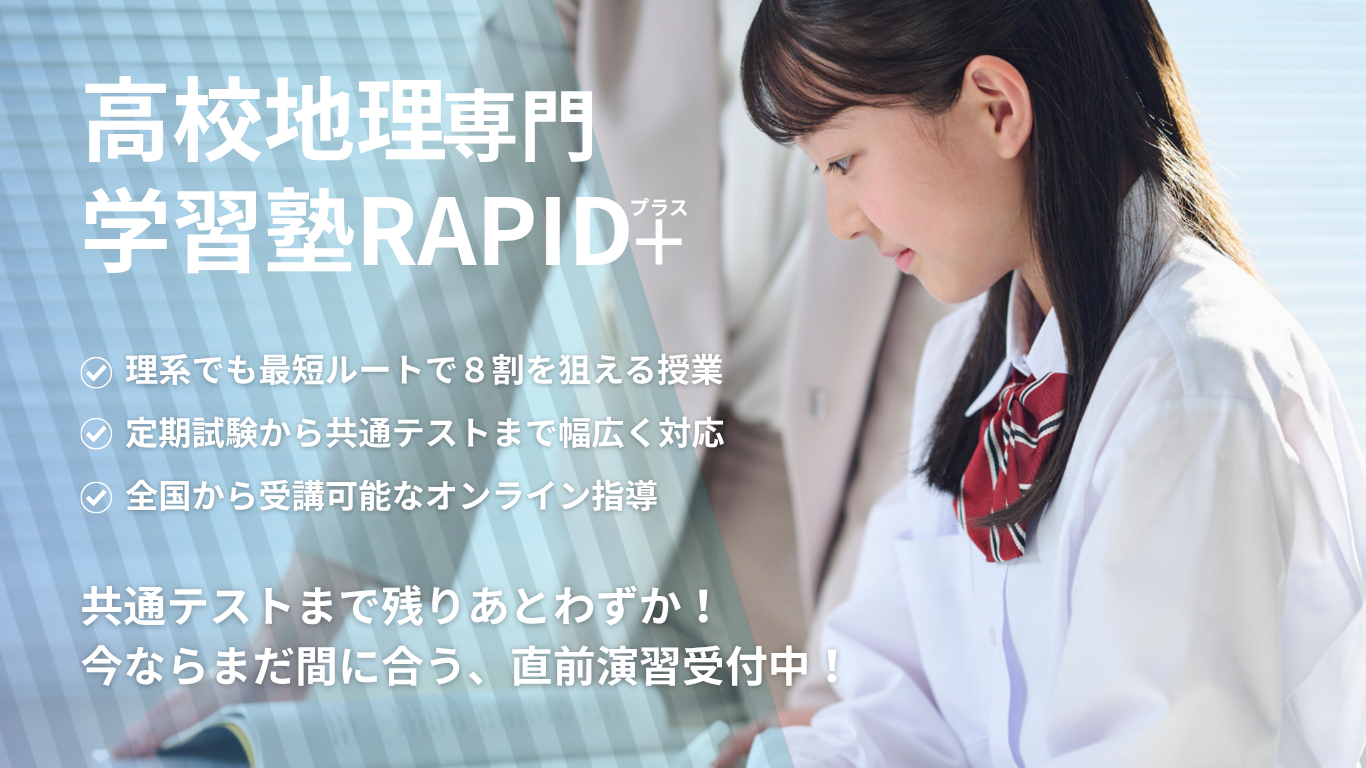 高校地理専門
プラス
学習塾RAPID＋
理系でも最短ルートで８割を狙える授業
定期試験から共通テストまで幅広く対応
全国から受講可能なオンライン指導
共通テストまで残りあとわずか！
今ならまだ間に合う、直前演習受付中！